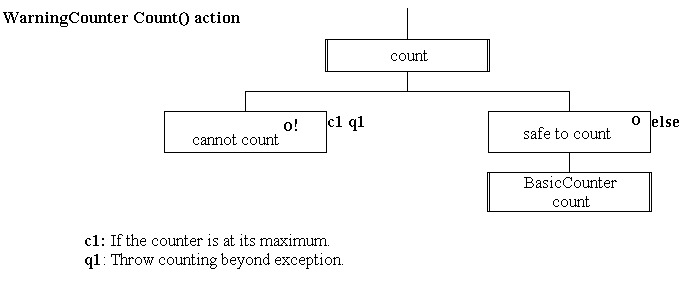 WarningCounter Count() action
count
o!
c1 q1
o
else
cannot count
safe to count
BasicCounter
count
c1: If the counter is at its maximum.
q1: Throw counting beyond exception.